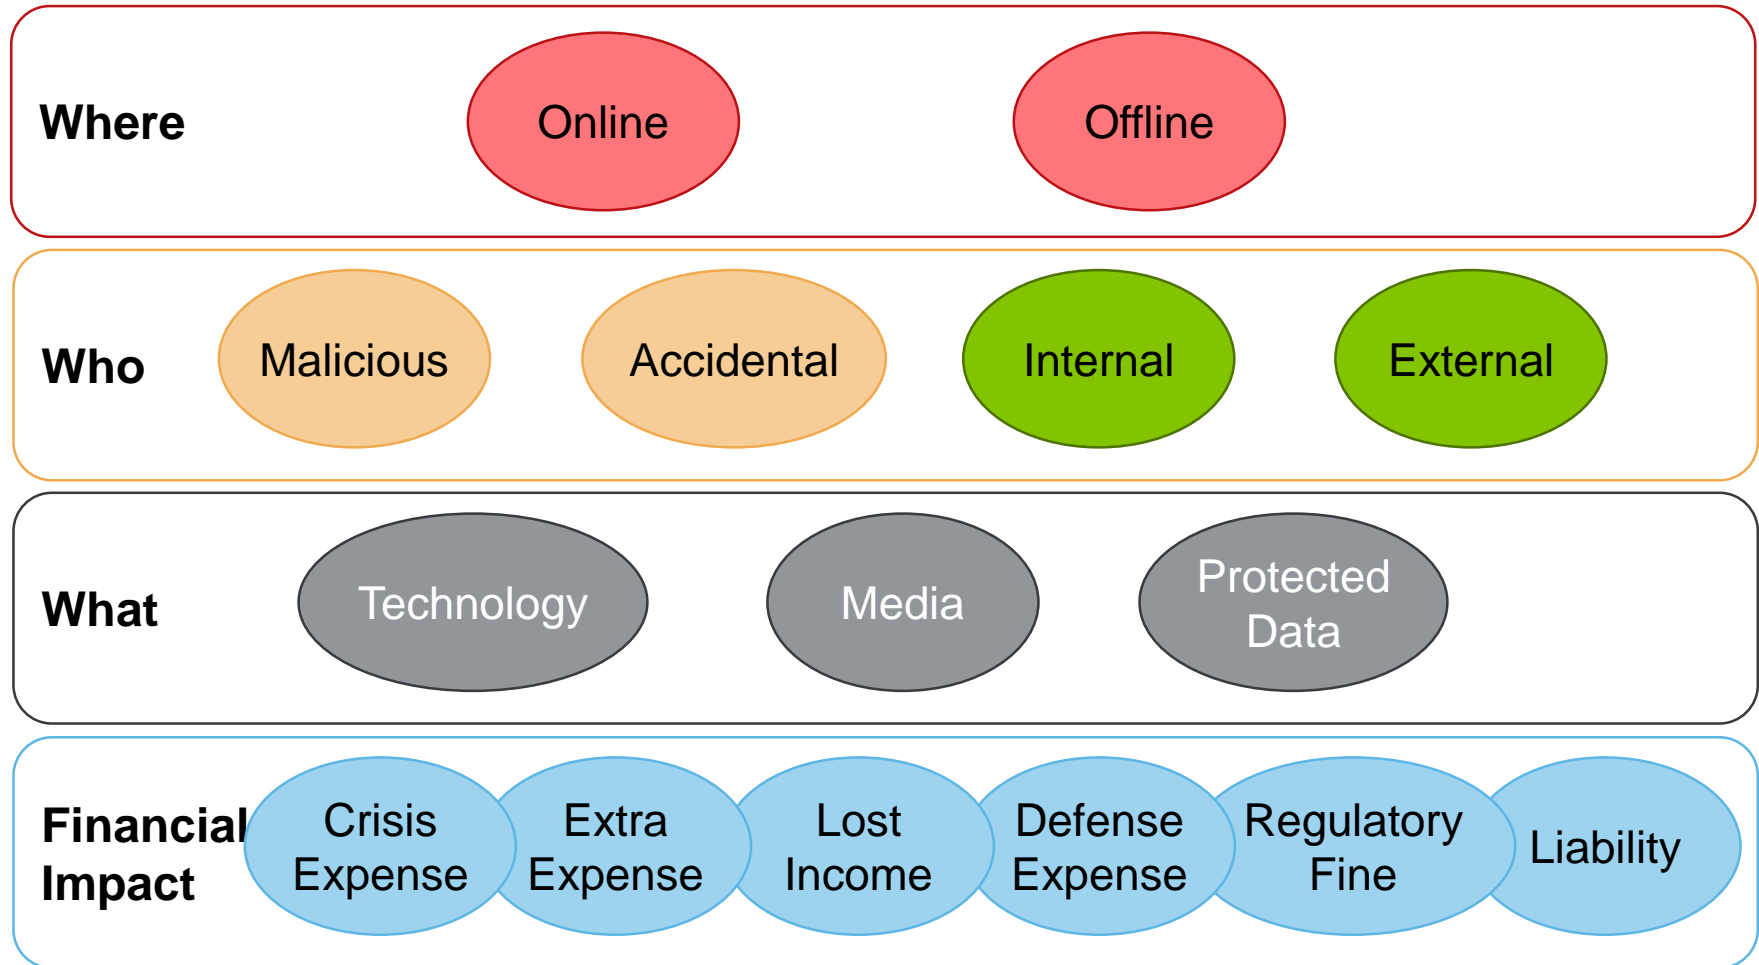 Where
Online
Offline
Who
Malicious
Accidental
Internal
External
What
Technology
Media
Protected
Data
Financial
Impact
Crisis
Expense
Extra
Expense
Lost
Income
Defense
Expense
Regulatory
Fine
Liability